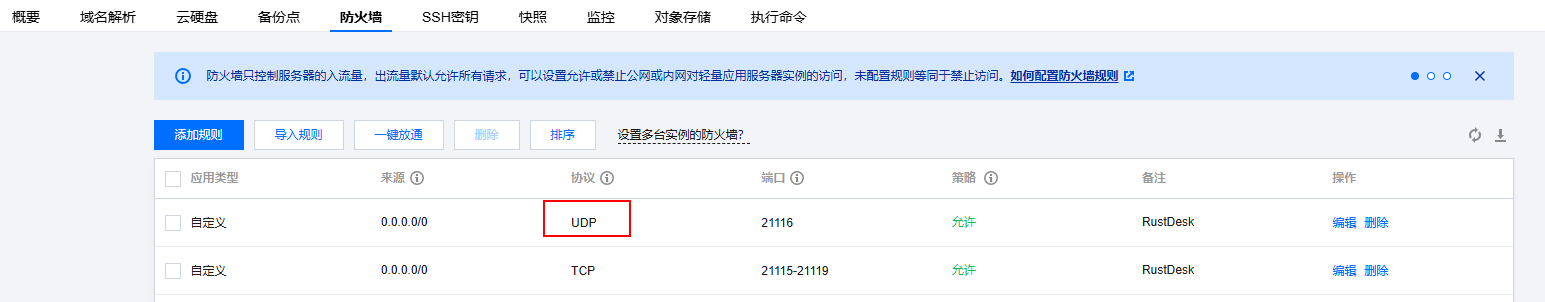 概要 域名解析 云硬盘 备份点 防火墙 SSH密钥 快照 监控 对象存储 执行命令
防火墙只控制服务器的入流量，出流量默认允许所有请求，可以设置允许或禁止公网或内网对轻量应用服务器实例的访问，未配置规则等同于禁止访问。如何配置防火墙规则
添加规则 导入规则 一键放通 删除 排序 设置多台实例的防火墙？
应用类型 来源 协议 端口 策略 备注 操作
自定义 0.0.0.0/0 UDP 21116 允许 RustDesk 编辑 删除
自定义 0.0.0.0/0 TCP 21115-21119 允许 RustDesk 编辑 删除